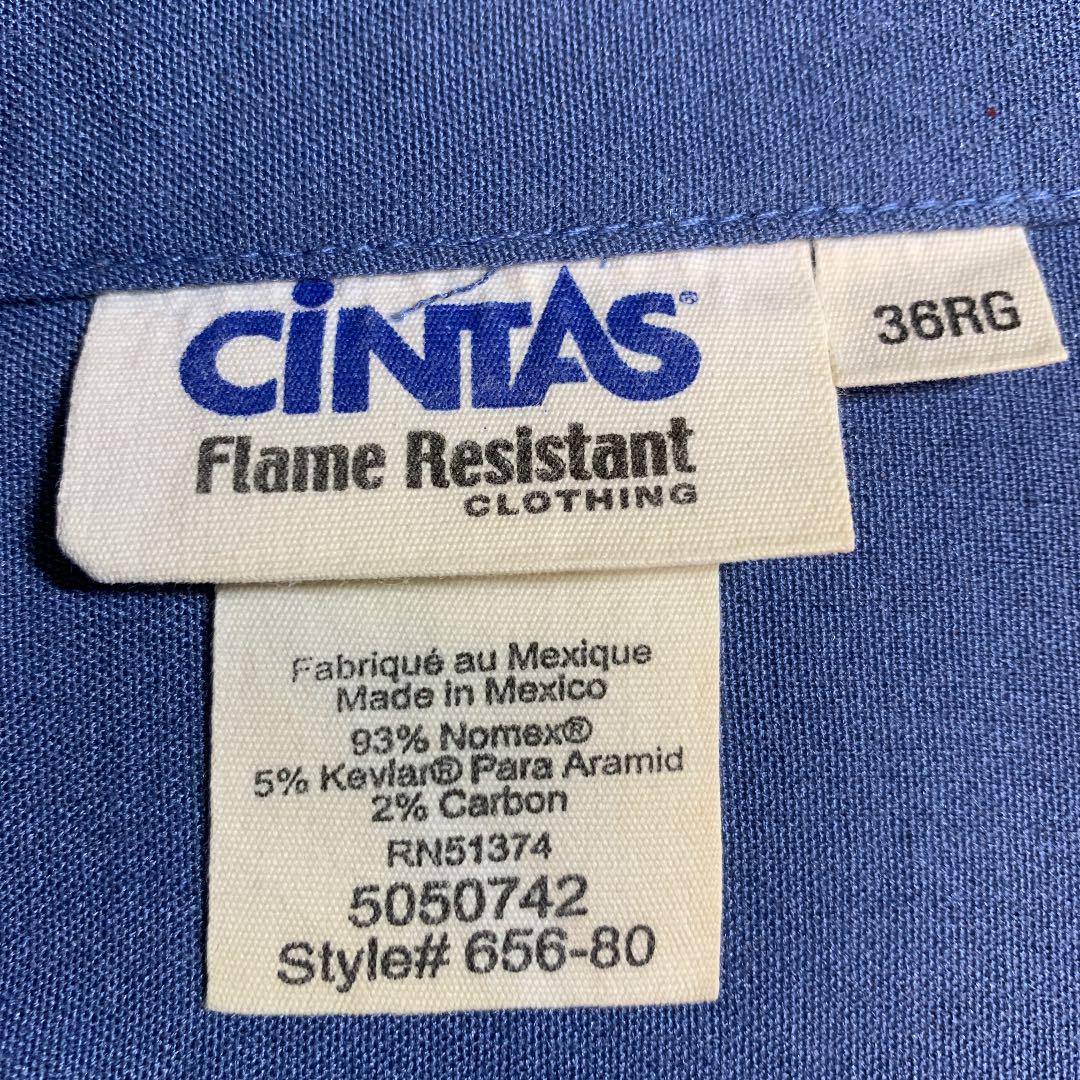 CiNTAS®
Flame Resistant
CLOTHING
36RG
Fabriqué au Mexique
Made in Mexico
93% Nomex®
5% Kevlar® Para Aramid
2% Carbon
RN51374
5050742
Style# 656-80